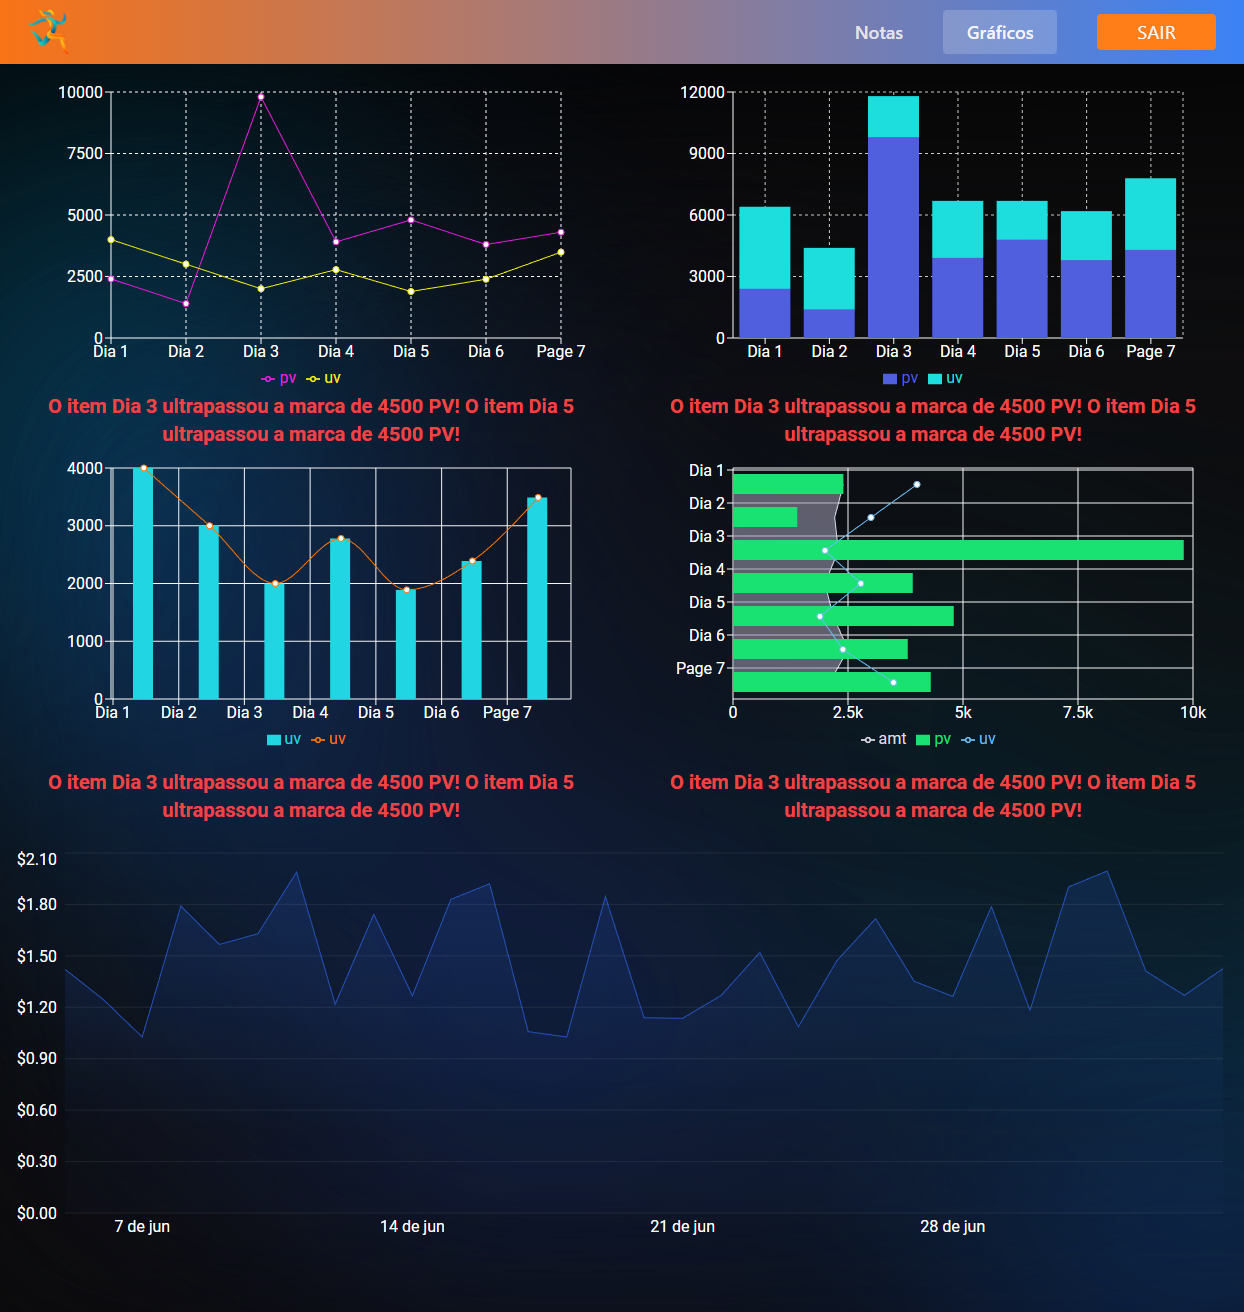 Notas Gráficos SAIR
10000
7500
5000
2500
0
Dia 1 Dia 2 Dia 3 Dia 4 Dia 5 Dia 6 Page 7
pv uv
O item Dia 3 ultrapassou a marca de 4500 PV! O item Dia 5
ultrapassou a marca de 4500 PV!
12000
9000
6000
3000
0
Dia 1 Dia 2 Dia 3 Dia 4 Dia 5 Dia 6 Page 7
pv uv
O item Dia 3 ultrapassou a marca de 4500 PV! O item Dia 5
ultrapassou a marca de 4500 PV!
4000
3000
2000
1000
0
Dia 1 Dia 2 Dia 3 Dia 4 Dia 5 Dia 6 Page 7
uv uv
O item Dia 3 ultrapassou a marca de 4500 PV! O item Dia 5
ultrapassou a marca de 4500 PV!
Dia 1
Dia 2
Dia 3
Dia 4
Dia 5
Dia 6
Page 7
0 2.5k 5k 7.5k 10k
amt pv uv
O item Dia 3 ultrapassou a marca de 4500 PV! O item Dia 5
ultrapassou a marca de 4500 PV!
$2.10
$1.80
$1.50
$1.20
$0.90
$0.60
$0.30
$0.00
7 de jun 14 de jun 21 de jun 28 de jun